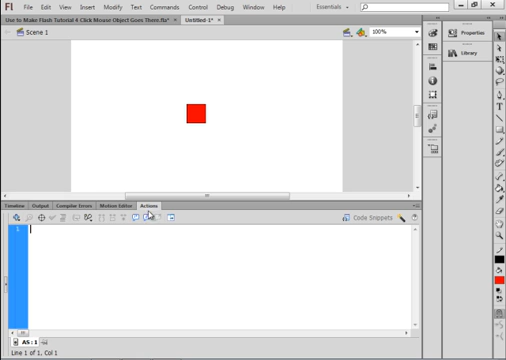 Fl File Edit View Insert Modify Text Commands Control Debug Window Help Essentials
Use to Make Flash Tutorial 4 Click Mouse Object Goes There.fla* × Untitled-1* ×
Scene 1 100%
Properties
Library
Timeline Output Compiler Errors Motion Editor Actions
Code Snippets
1
AS : 1
Line 1 of 1, Col 1